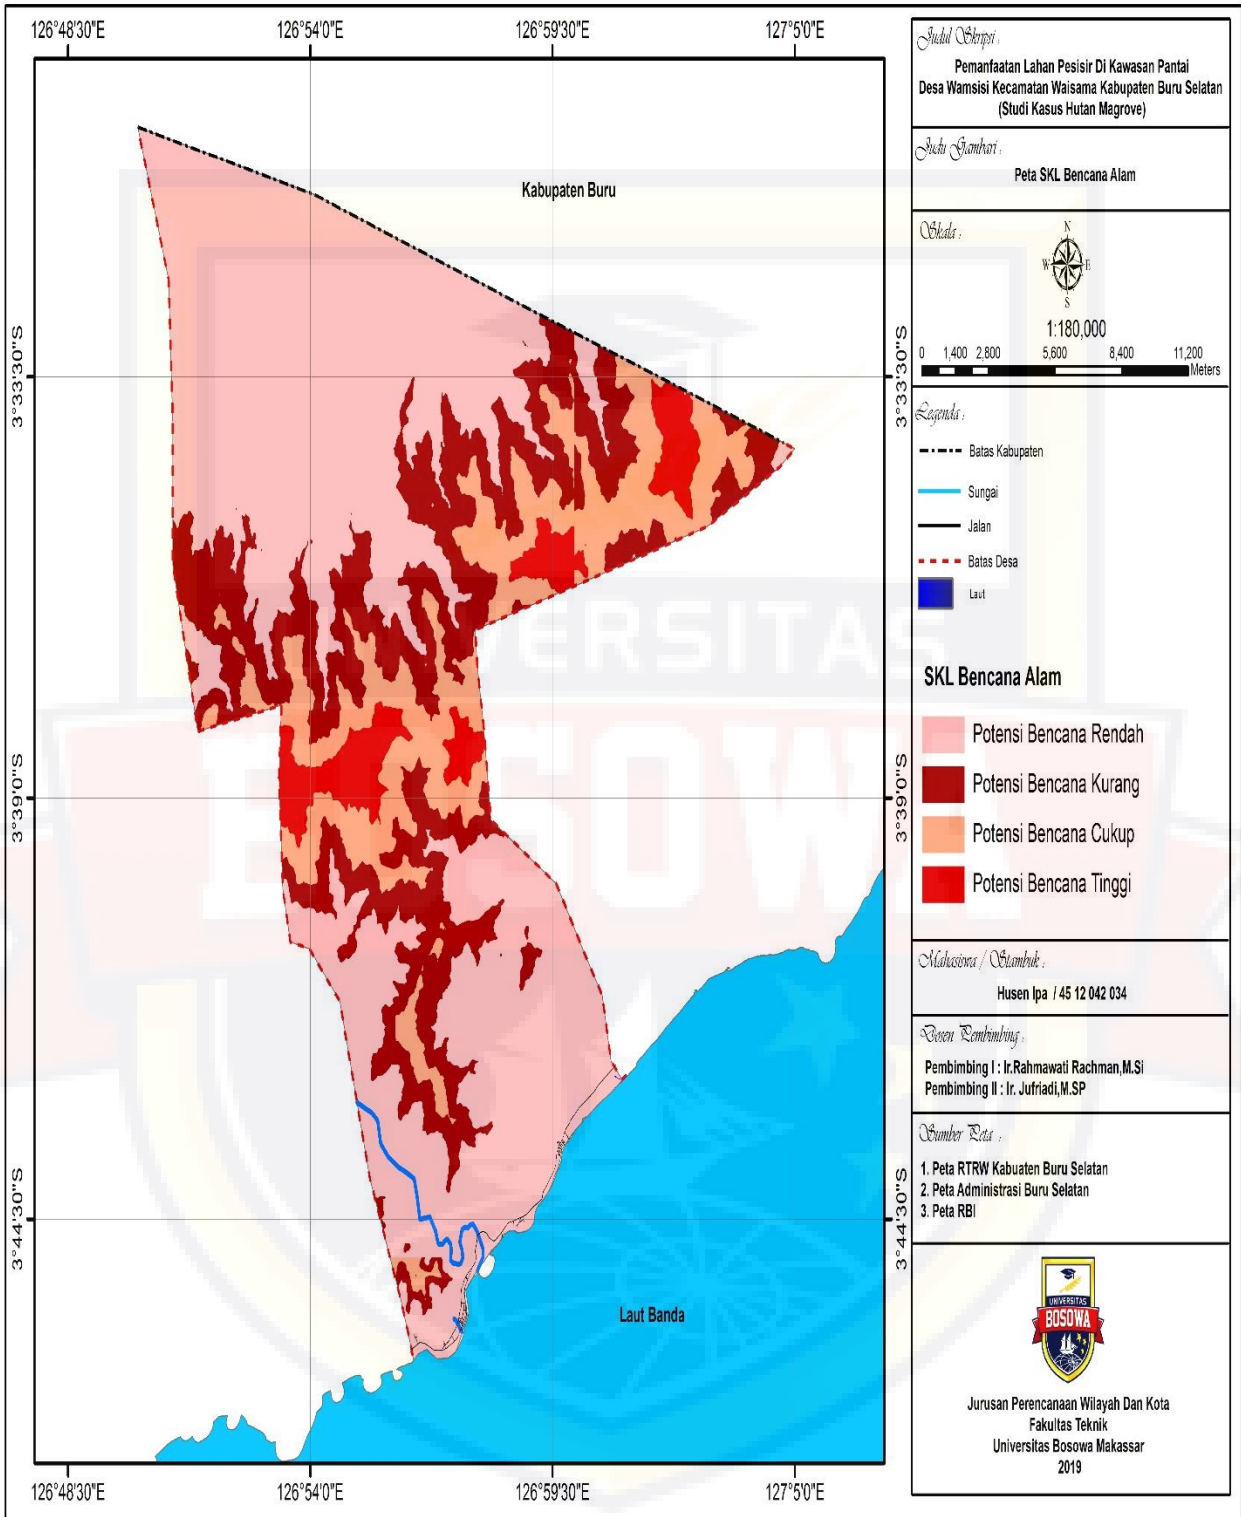 126°48'30"E
126°54'0"E
126°59'30"E
127°5'0"E
3°33'30"S
3°39'0"S
3°44'30"S
Kabupaten Buru
Laut Banda
UNIVERSITAS
BOSOWA
3°33'30"S
3°39'0"S
3°44'30"S
126°48'30"E
126°54'0"E
126°59'30"E
127°5'0"E
Judul Skripsi :
Pemanfaatan Lahan Pesisir Di Kawasan Pantai
Desa Wamsisi Kecamatan Waisama Kabupaten Buru Selatan
(Studi Kasus Hutan Magrove)
Judu Gambari :
Peta SKL Bencana Alam
Skala :
N
W E
S
1:180,000
0 1,400 2,800 5,600 8,400 11,200
Meters
Legenda :
Batas Kabupaten
Sungai
Jalan
Batas Desa
Laut
SKL Bencana Alam
Potensi Bencana Rendah
Potensi Bencana Kurang
Potensi Bencana Cukup
Potensi Bencana Tinggi
Mahasiswa / Stambuk :
Husen Ipa / 45 12 042 034
Dosen Pembimbing :
Pembimbing I : Ir.Rahmawati Rachman,M.Si
Pembimbing II : Ir. Jufriadi,M.SP
Sumber Peta :
1. Peta RTRW Kabuaten Buru Selatan
2. Peta Administrasi Buru Selatan
3. Peta RBI
UNIVERSITAS
BOSOWA
Jurusan Perencanaan Wilayah Dan Kota
Fakultas Teknik
Universitas Bosowa Makassar
2019